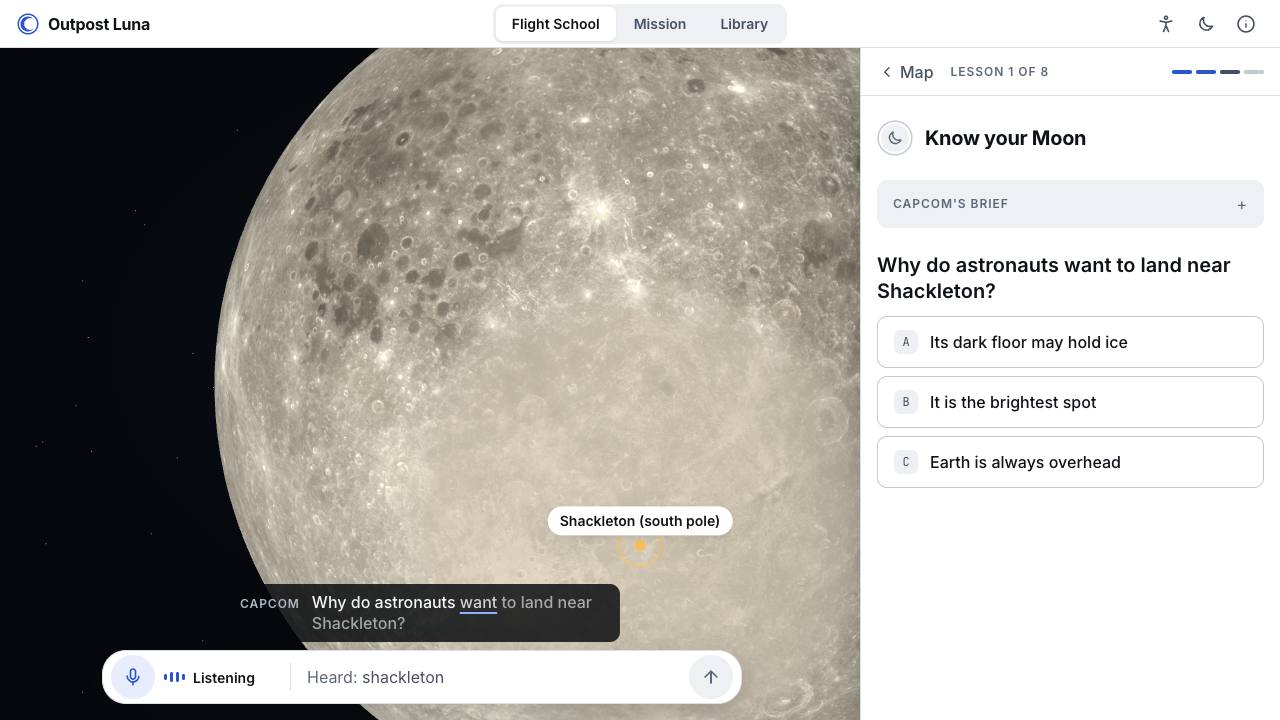 Outpost Luna
Flight School
Mission
Library
Map
LESSON 1 OF 8
Know your Moon
CAPCOM'S BRIEF
+
Why do astronauts want to land near
Shackleton?
A Its dark floor may hold ice
B It is the brightest spot
C Earth is always overhead
Shackleton (south pole)
CAPCOM Why do astronauts want to land near
Shackleton?
Listening
Heard: shackleton